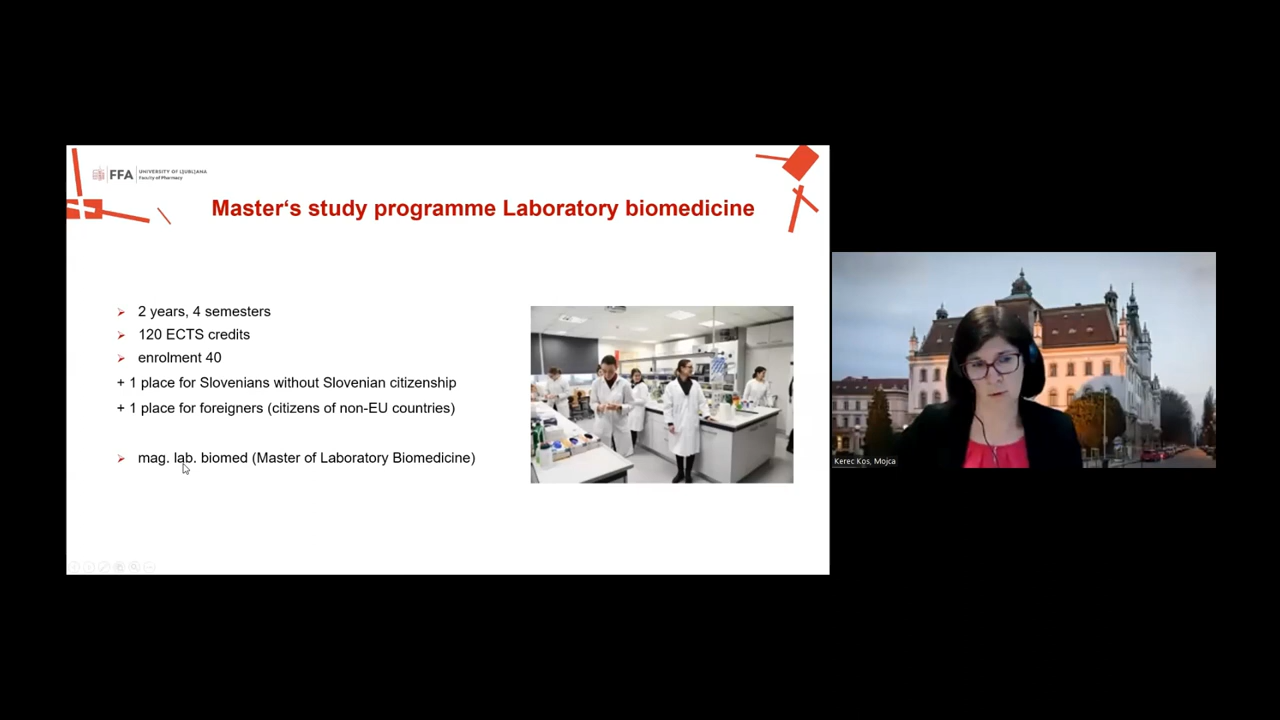 FFA
UNIVERSITY OF LJUBLJANA
Faculty of Pharmacy
Master‘s study programme Laboratory biomedicine
2 years, 4 semesters
120 ECTS credits
enrolment 40
+ 1 place for Slovenians without Slovenian citizenship
+ 1 place for foreigners (citizens of non-EU countries)
mag. lab. biomed (Master of Laboratory Biomedicine)
Kerec Kos, Mojca